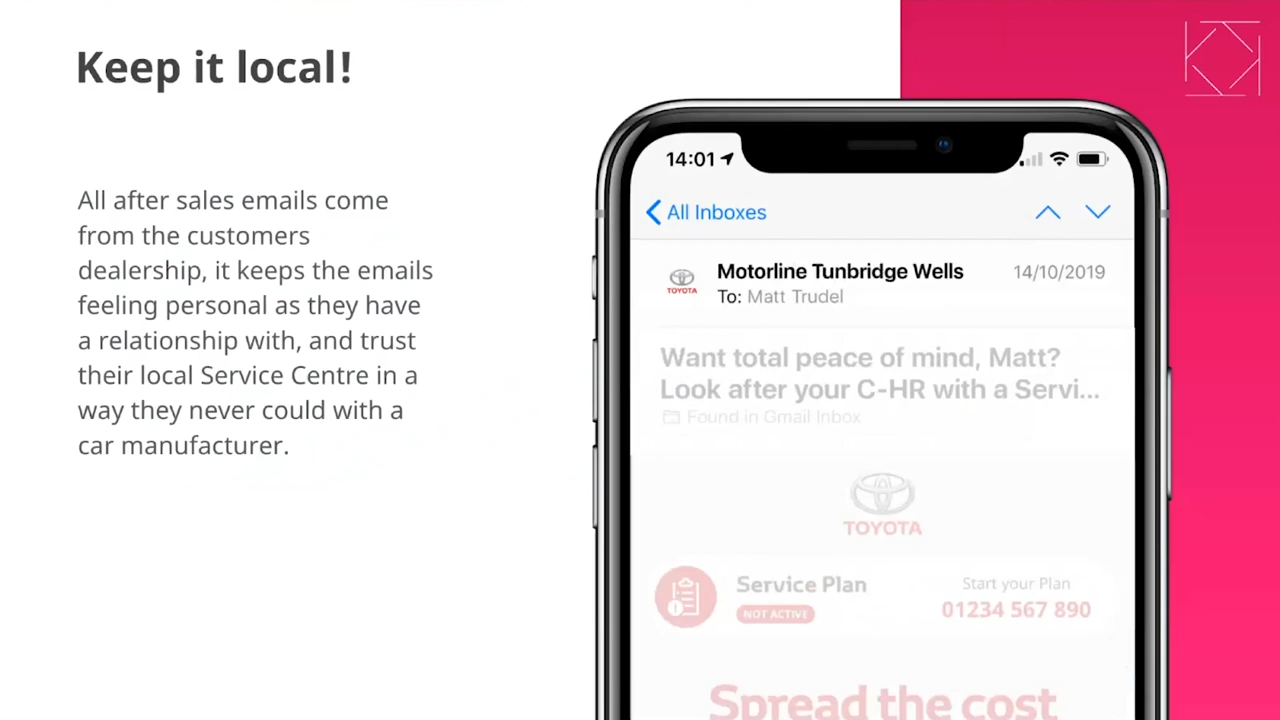 Keep it local!
All after sales emails come
from the customers
dealership, it keeps the emails
feeling personal as they have
a relationship with, and trust
their local Service Centre in a
way they never could with a
car manufacturer.
14:01
All Inboxes
Motorline Tunbridge Wells 14/10/2019
TOYOTA
To: Matt Trudel
Want total peace of mind, Matt?
Look after your C-HR with a Servi...
Found in Gmail Inbox
TOYOTA
Service Plan
NOT ACTIVE
Start your Plan
01234 567 890
Spread the cost